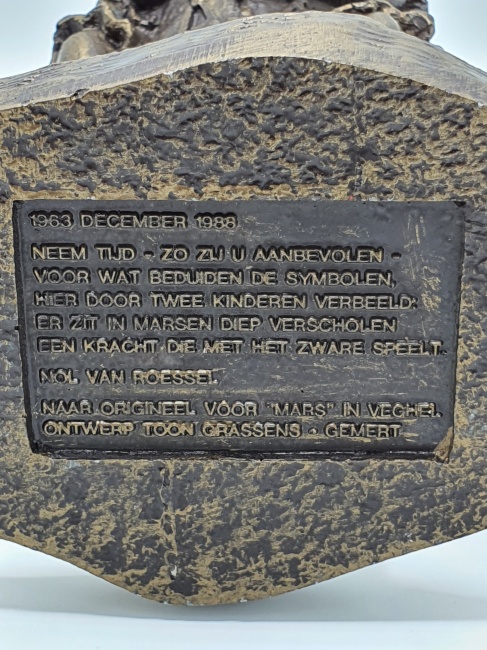 1963 DECEMBER 1988
NEEM TIJD - ZO ZIJ U AANBEVOLEN -
VOOR WAT BEDUIDEN DE SYMBOLEN,
HIER DOOR TWEE KINDEREN VERBEELD:
ER ZIT IN MARSEN DIEP VERSCHOLEN
EEN KRACHT DIE MET HET ZWARE SPEELT.
NOL VAN ROESSEL
NAAR ORIGINEEL VOOR "MARS" IN VEGHEL
ONTWERP TOON GRASSENS - GEMERT